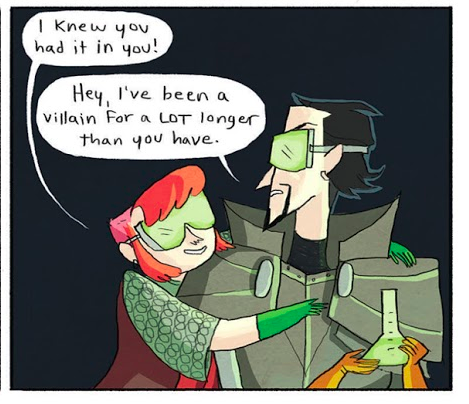 I knew you
had it in you!
Hey, I've been a
villain for a LOT longer
than you have.